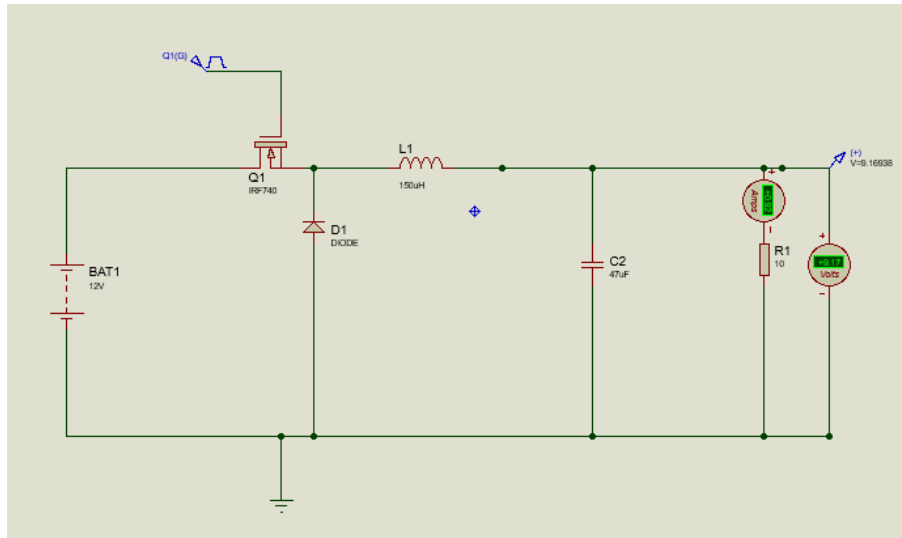 Q1(G)
L1
150uH
(+)
V=9.16938
Q1
IRF740
D1
DIODE
Amps
R1
10
+9.17
Volts
BAT1
12V
C2
47uF